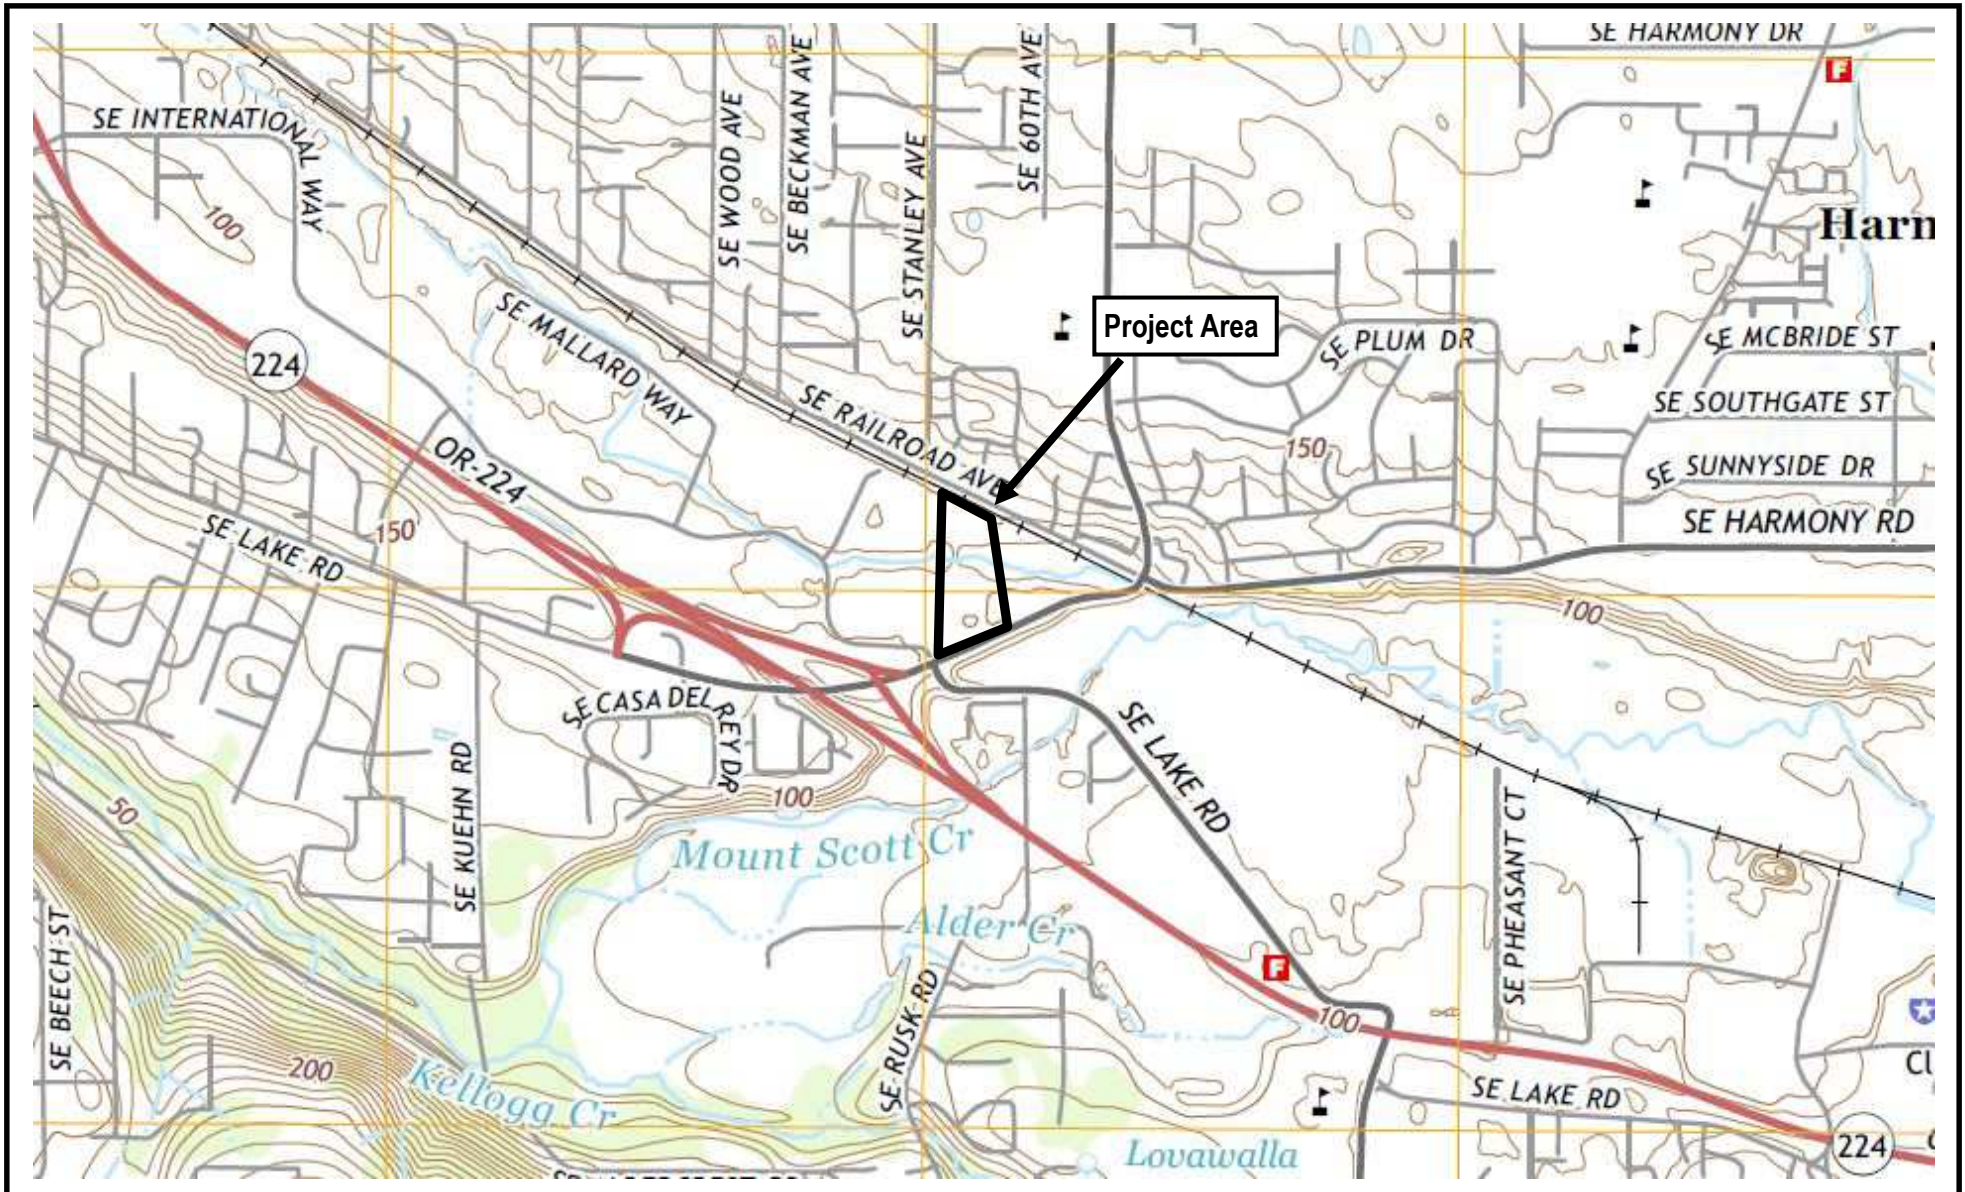 SE HARMONY DR
F
SE INTERNATIONAL WAY
SE WOOD AVE
SE BECKMAN AVE
SE STANLEY AVE
SE 60TH AVE
100
Harm
SE MALLARD WAY
Project Area
SE PLUM DR
SE MCBRIDE ST
224
SE RAILROAD AVE
SE SOUTHGATE ST
OR-224
150
SE SUNNYSIDE DR
150
SE LAKE RD
SE HARMONY RD
100
SE CASA DEL REY DR
SE LAKE RD
SE KUEHN RD
100
50
SE PHEASANT CT
Mount Scott Cr
Alder Cr
SE BEECH ST
SE RUSK RD
F
100
200
Kellogg Cr
Cl
SE LAKE RD
224
Lovawalla